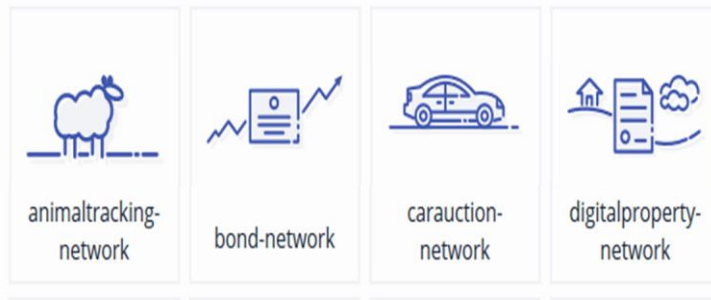 animaltracking-
network
bond-network
carauction-
network
digitalproperty-
network